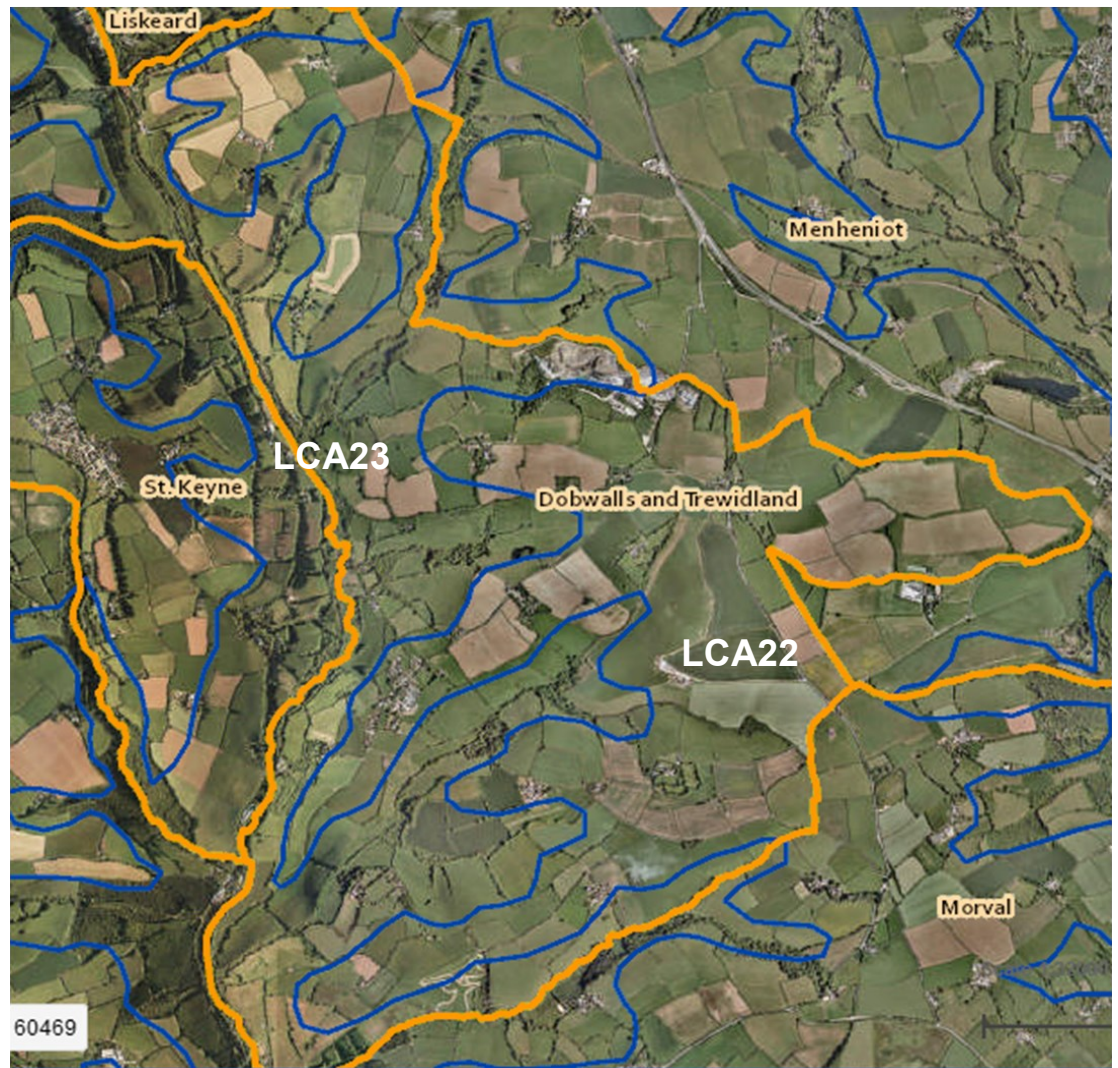 Liskeard
Menheniot
LCA23
St. Keyne
Dobwalls and Trewidland
LCA22
Morval
60469